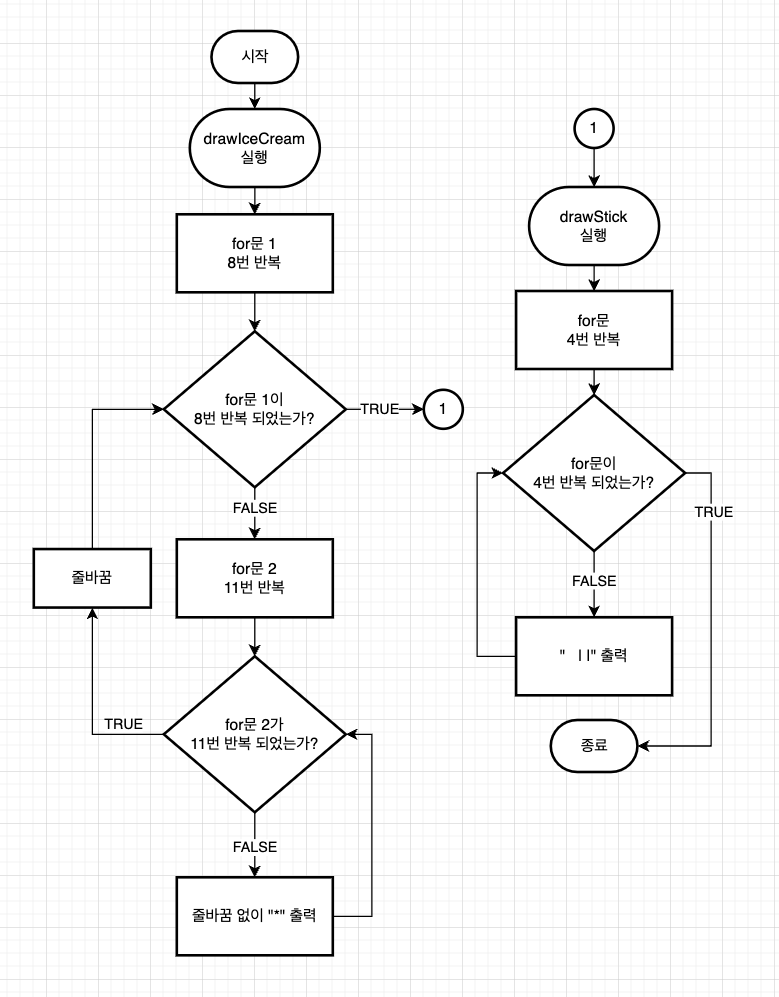 시작
drawIceCream
실행
for문 1
8번 반복
for문 1이
8번 반복 되었는가?
TRUE
1
FALSE
for문 2
11번 반복
줄바꿈
for문 2가
11번 반복 되었는가?
TRUE
FALSE
줄바꿈 없이 "*" 출력
1
drawStick
실행
for문
4번 반복
for문이
4번 반복 되었는가?
TRUE
FALSE
"    | |" 출력
종료